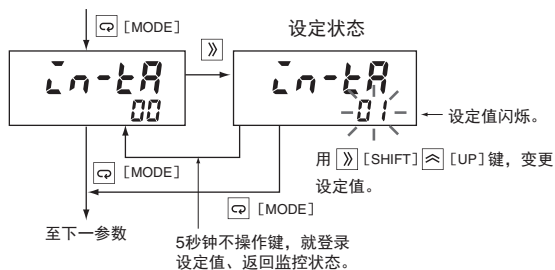 [MODE]
设定状态
in-tA
00
in-tA
01
设定值闪烁。
用 [SHIFT] [UP]键，变更
设定值。
[MODE]
[MODE]
至下一参数
5秒钟不操作键，就登录
设定值、返回监控状态。